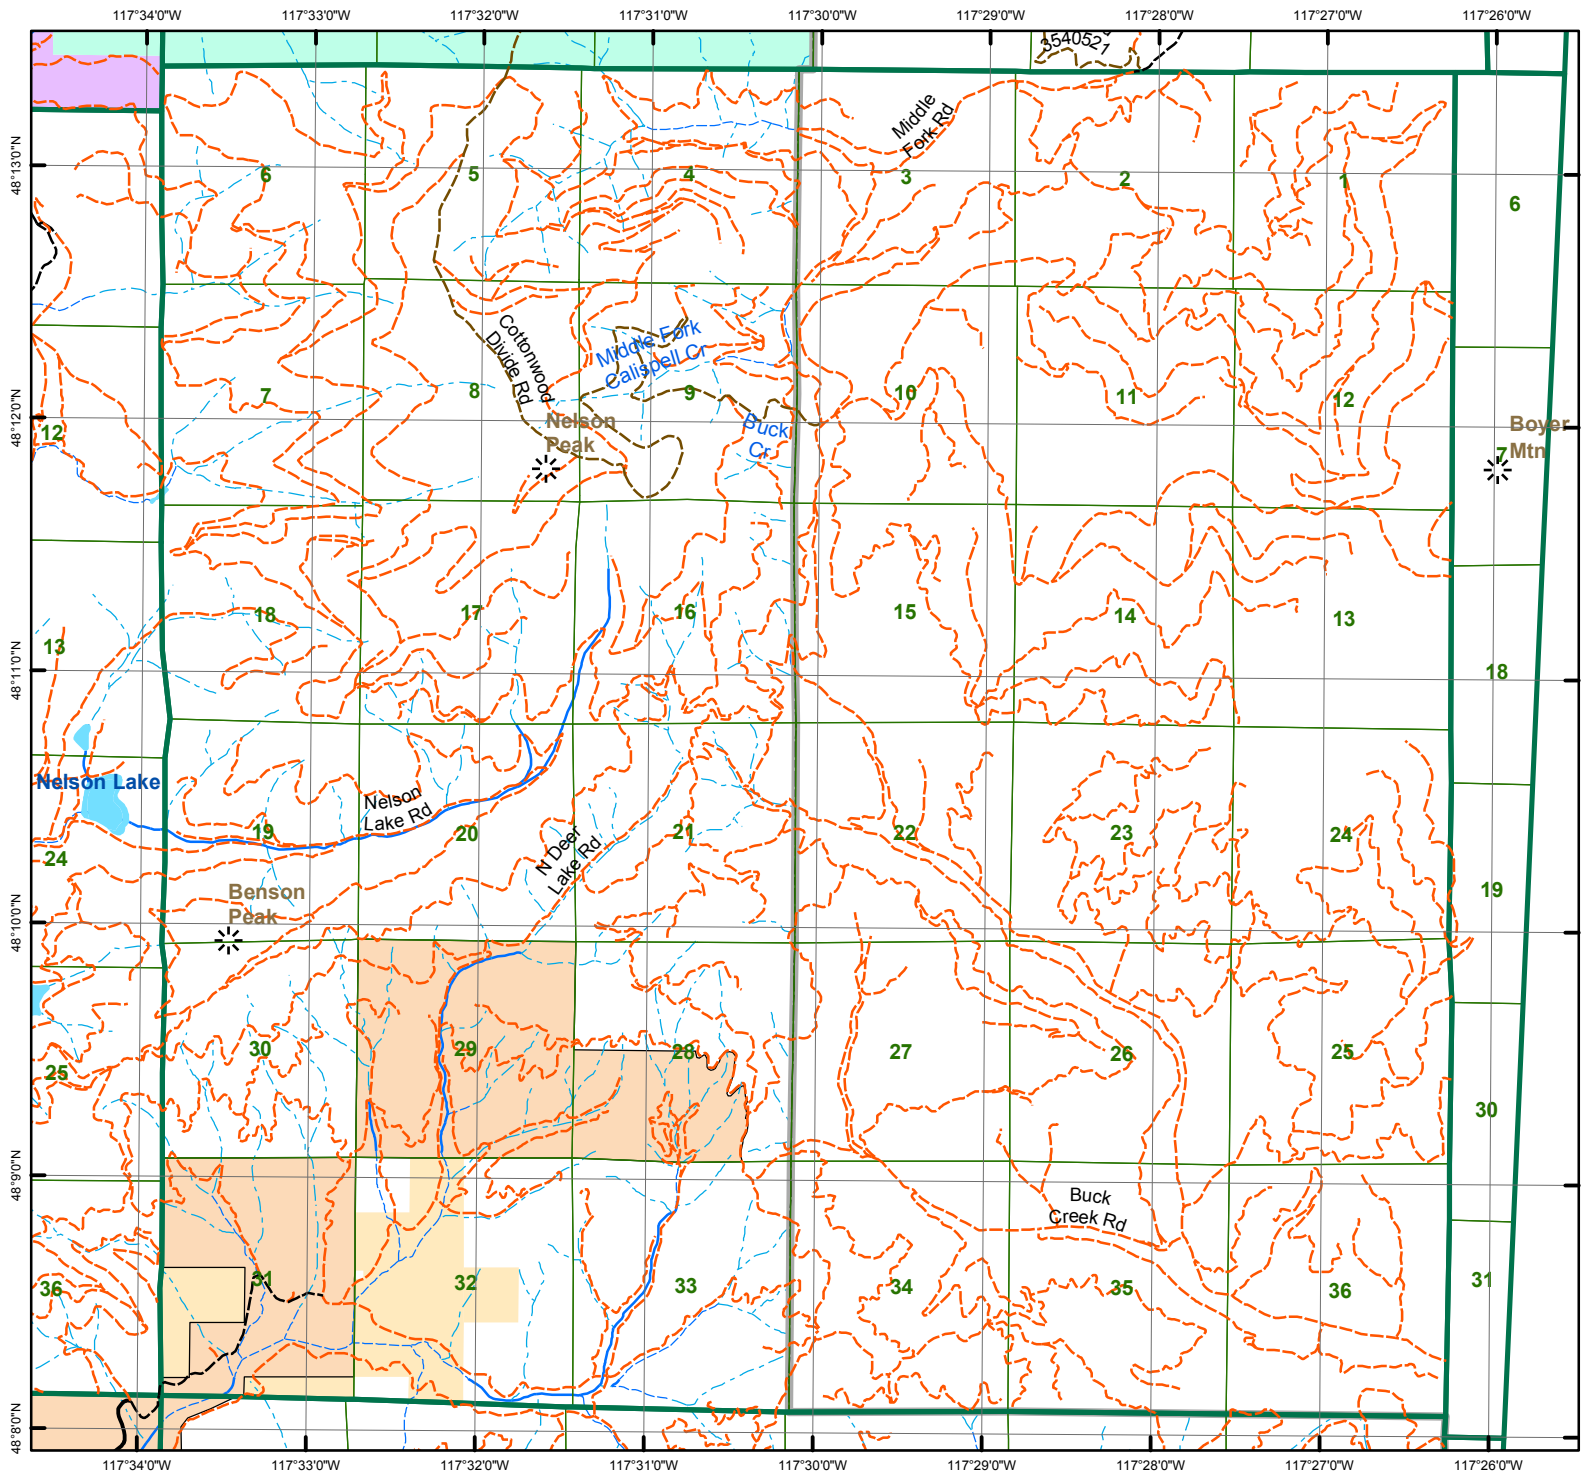 117°34'0"W 117°33'0"W 117°32'0"W 117°31'0"W 117°30'0"W 117°29'0"W 117°28'0"W 117°27'0"W 117°26'0"W
3540521
Middle
Fork Rd
48°13'0"N
6 5 4 3 2 1
6
Cottonwood
Divide Rd
Middle Fork
Calispell Cr
7 8 9 10 11 12
48°12'0"N
12
Nelson
Peak
Buck
Cr
Boyer
Mtn
7
18 17 16 15 14 13
13
18
48°11'0"N
Nelson Lake
Nelson
Lake Rd
N Deer
Lake Rd
19 20 21 22 23 24
24
19
Benson
Peak
48°10'0"N
30 29 28 27 26 25
25
30
48°9'0"N
Buck
Creek Rd
36 31 32 33 34 35 36
31
48°8'0"N
117°34'0"W 117°33'0"W 117°32'0"W 117°31'0"W 117°30'0"W 117°29'0"W 117°28'0"W 117°27'0"W 117°26'0"W